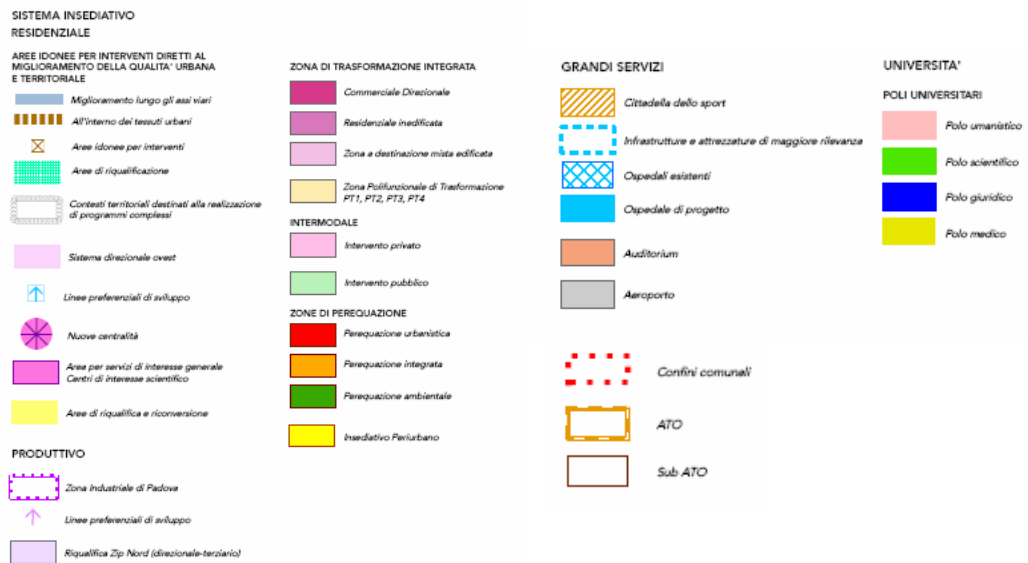 SISTEMA INSEDIATIVO
RESIDENZIALE
AREE IDONEE PER INTERVENTI DIRETTI AL
MIGLIORAMENTO DELLA QUALITA' URBANA
E TERRITORIALE
Miglioramento lungo gli assi viari
All'interno dei tessuti urbani
Aree idonee per interventi
Aree di riqualificazione
Contesti territoriali destinati alla realizzazione
di programmi complessi
Sistema direzionale ovest
Linee preferenziali di sviluppo
Nuove centralità
Area per servizi di interesse generale
Centri di interesse scientifico
Aree di riqualifica e riconversione
PRODUTTIVO
Zona Industriale di Padova
Linee preferenziali di sviluppo
Riqualifica Zip Nord (direzionale-terziario)
ZONA DI TRASFORMAZIONE INTEGRATA
Commerciale Direzionale
Residenziale inedificata
Zona a destinazione mista edificata
Zona Polifunzionale di Trasformazione
PT1, PT2, PT3, PT4
INTERMODALE
Intervento privato
Intervento pubblico
ZONE DI PEREQUAZIONE
Perequazione urbanistica
Perequazione integrata
Perequazione ambientale
Insediativo Periurbano
GRANDI SERVIZI
Cittadella dello sport
Infrastrutture e attrezzature di maggiore rilevanza
Ospedali esistenti
Ospedale di progetto
Auditorium
Aeroporto
Confini comunali
ATO
Sub ATO
UNIVERSITA'
POLI UNIVERSITARI
Polo umanistico
Polo scientifico
Polo giuridico
Polo medico